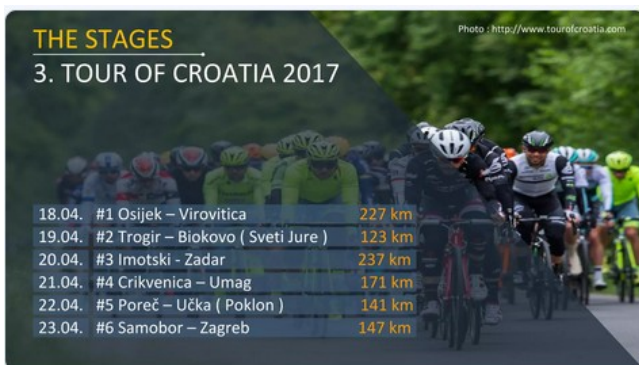 THE STAGES
Photo : http://www.tourofcroatia.com
3. TOUR OF CROATIA 2017
18.04. #1 Osijek – Virovitica 227 km
19.04. #2 Trogir – Biokovo ( Sveti Jure ) 123 km
20.04. #3 Imotski - Zadar 237 km
21.04. #4 Crikvenica – Umag 171 km
22.04. #5 Poreč – Učka ( Poklon ) 141 km
23.04. #6 Samobor – Zagreb 147 km